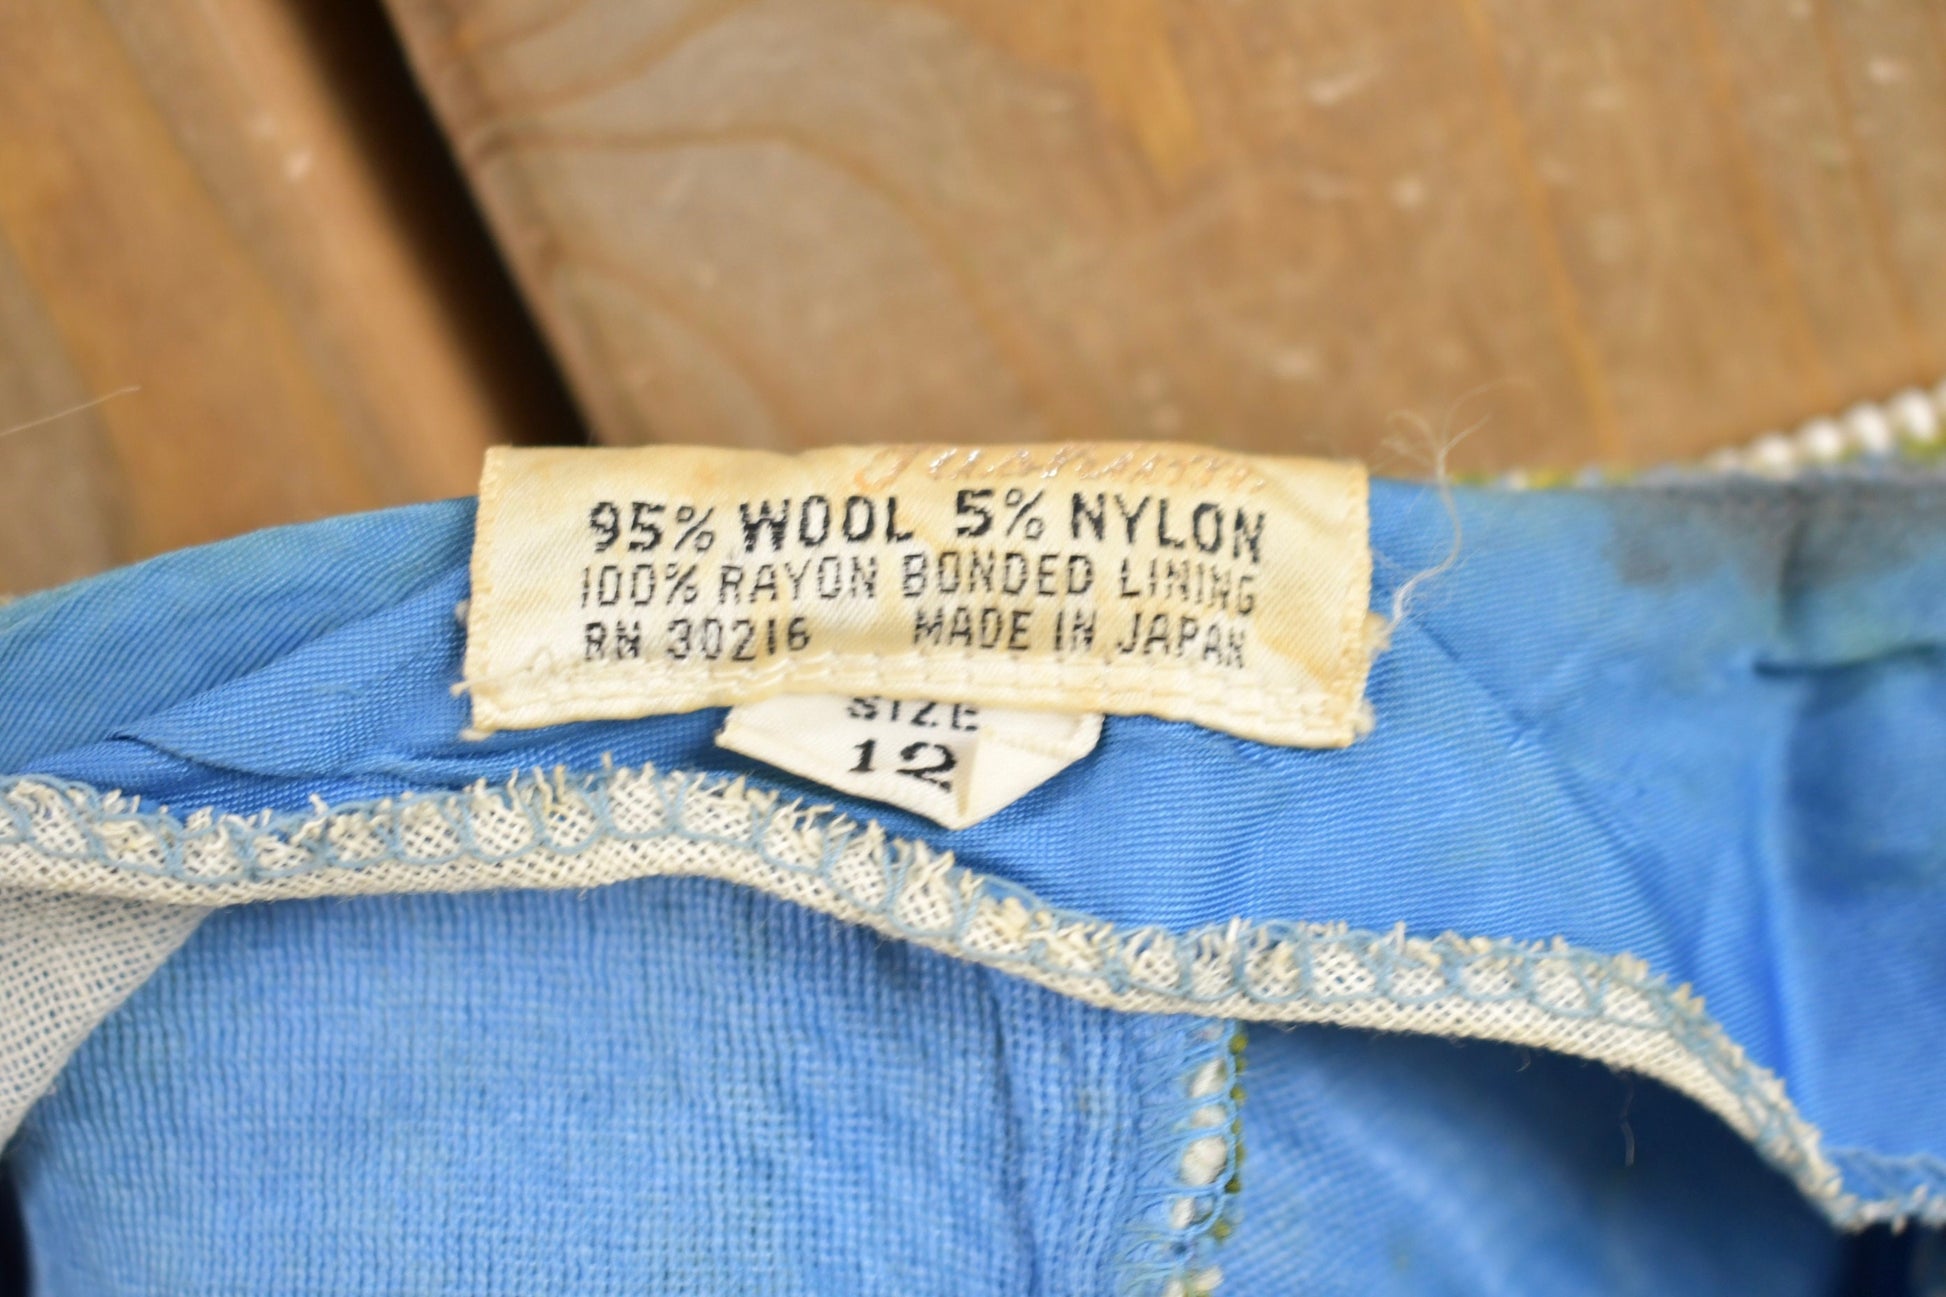 95% WOOL 5% NYLON
100% RAYON BONDED LINING
RN 30216 MADE IN JAPAN
SIZE
12